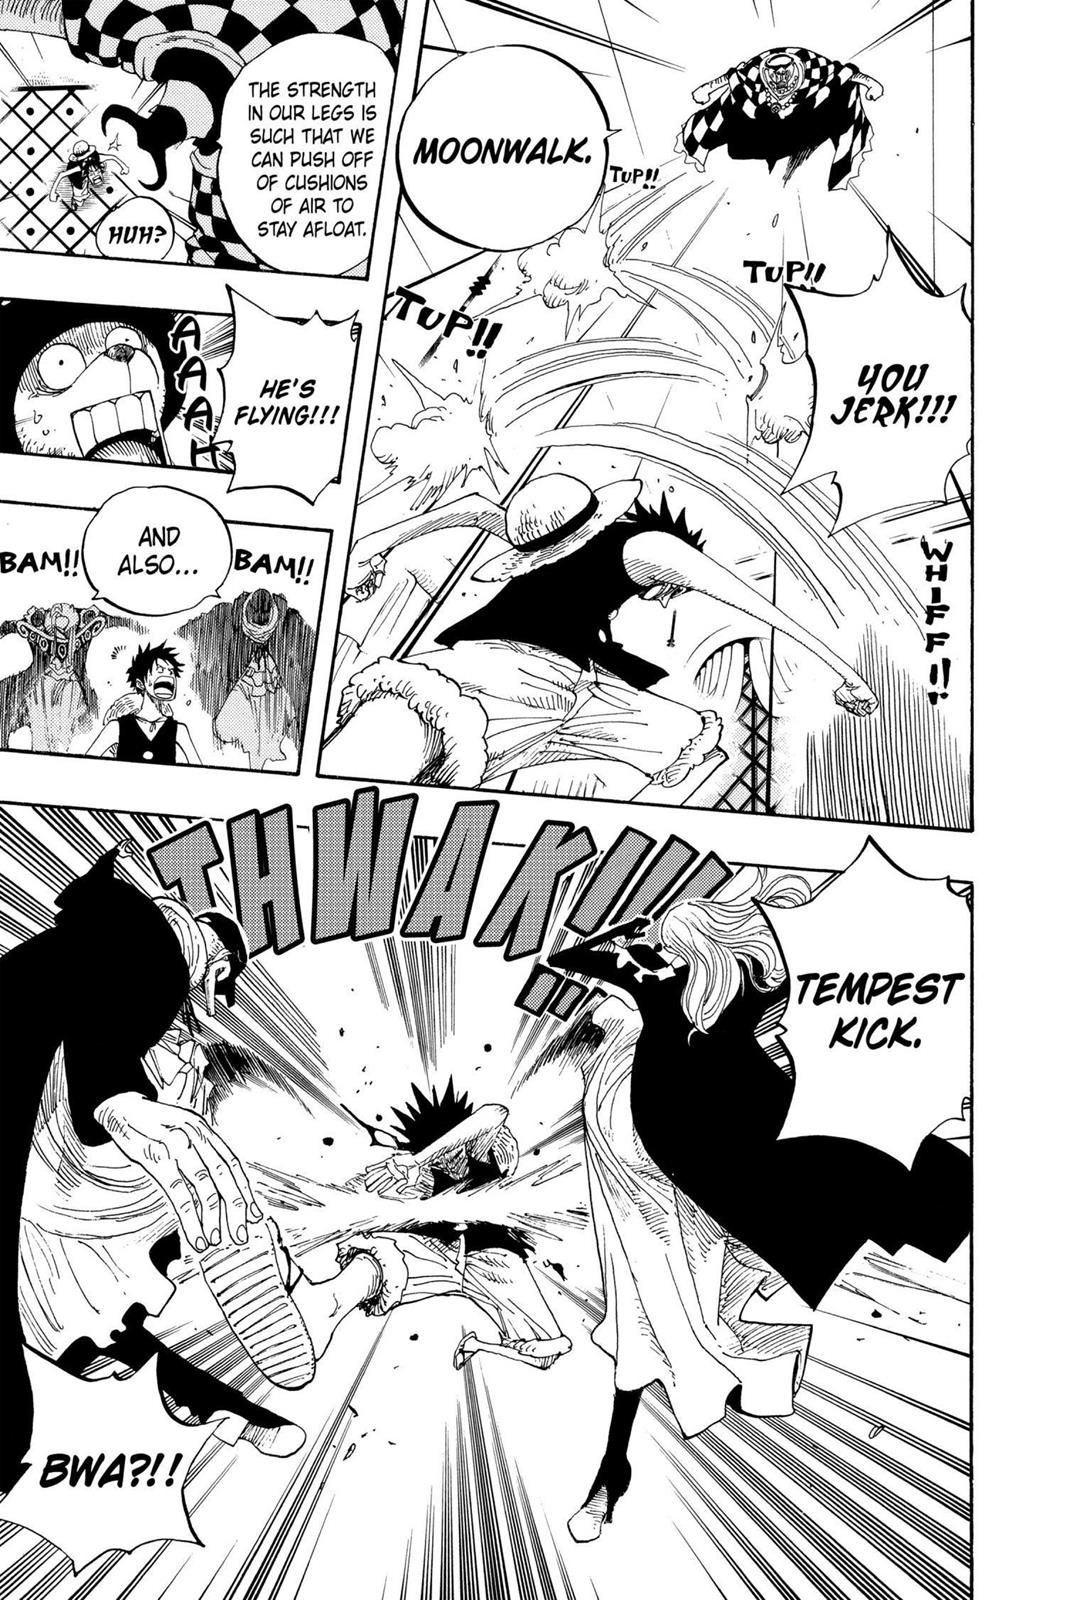 MOONWALK.
TUP!!
TUP!!
TUP!!
YOU
JERK!!!
WHIFF!!
THE STRENGTH
IN OUR LEGS IS
SUCH THAT WE
CAN PUSH OFF
OF CUSHIONS
OF AIR TO
STAY AFLOAT.
HUH?
HE'S
FLYING!!!
AAAAH
AND
ALSO...
BAM!!
BAM!!
THWAK!!!
TEMPEST
KICK.
BWA?!!